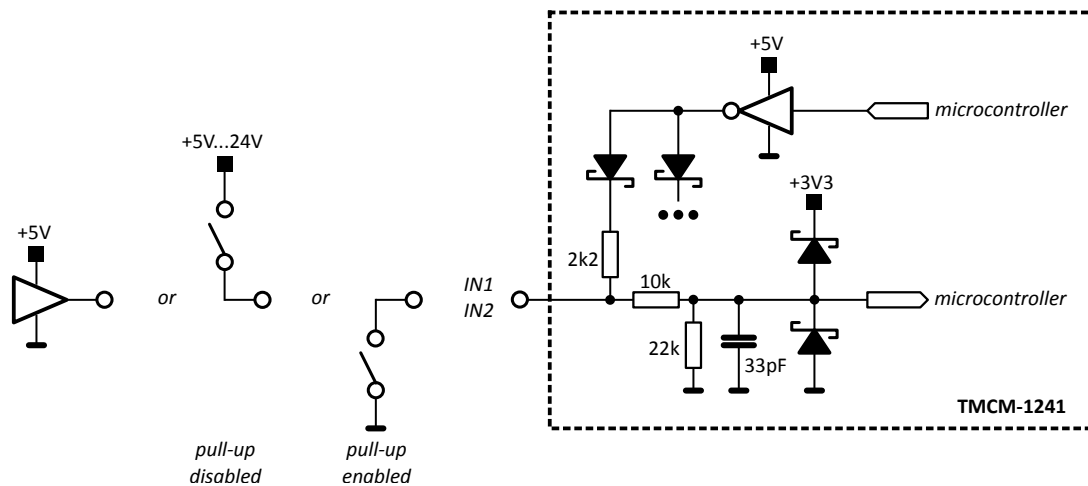 +5V
microcontroller
+5V...24V
+3V3
+5V
2k2
10k
or
or
IN1
IN2
microcontroller
22k
33pF
TMCM-1241
pull-up
disabled
pull-up
enabled